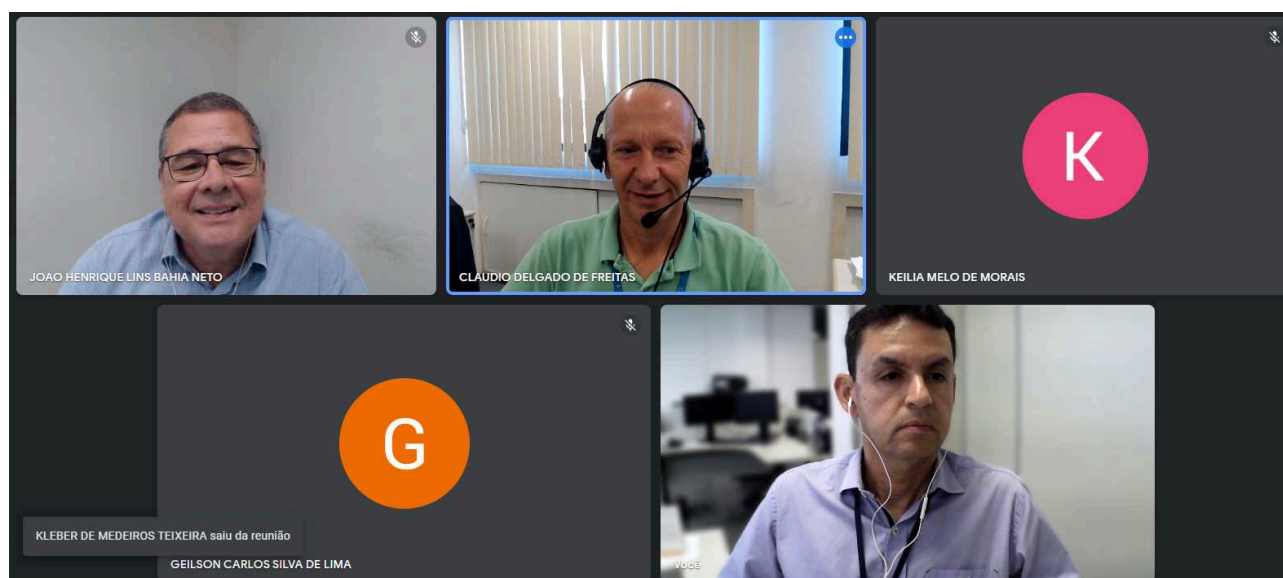 JOAO HENRIQUE LINS BAHIA NETO
CLAUDIO DELGADO DE FREITAS
K
KEILIA MELO DE MORAIS
G
KLEBER DE MEDEIROS TEIXEIRA saiu da reunião
GEILSON CARLOS SILVA DE LIMA
Você